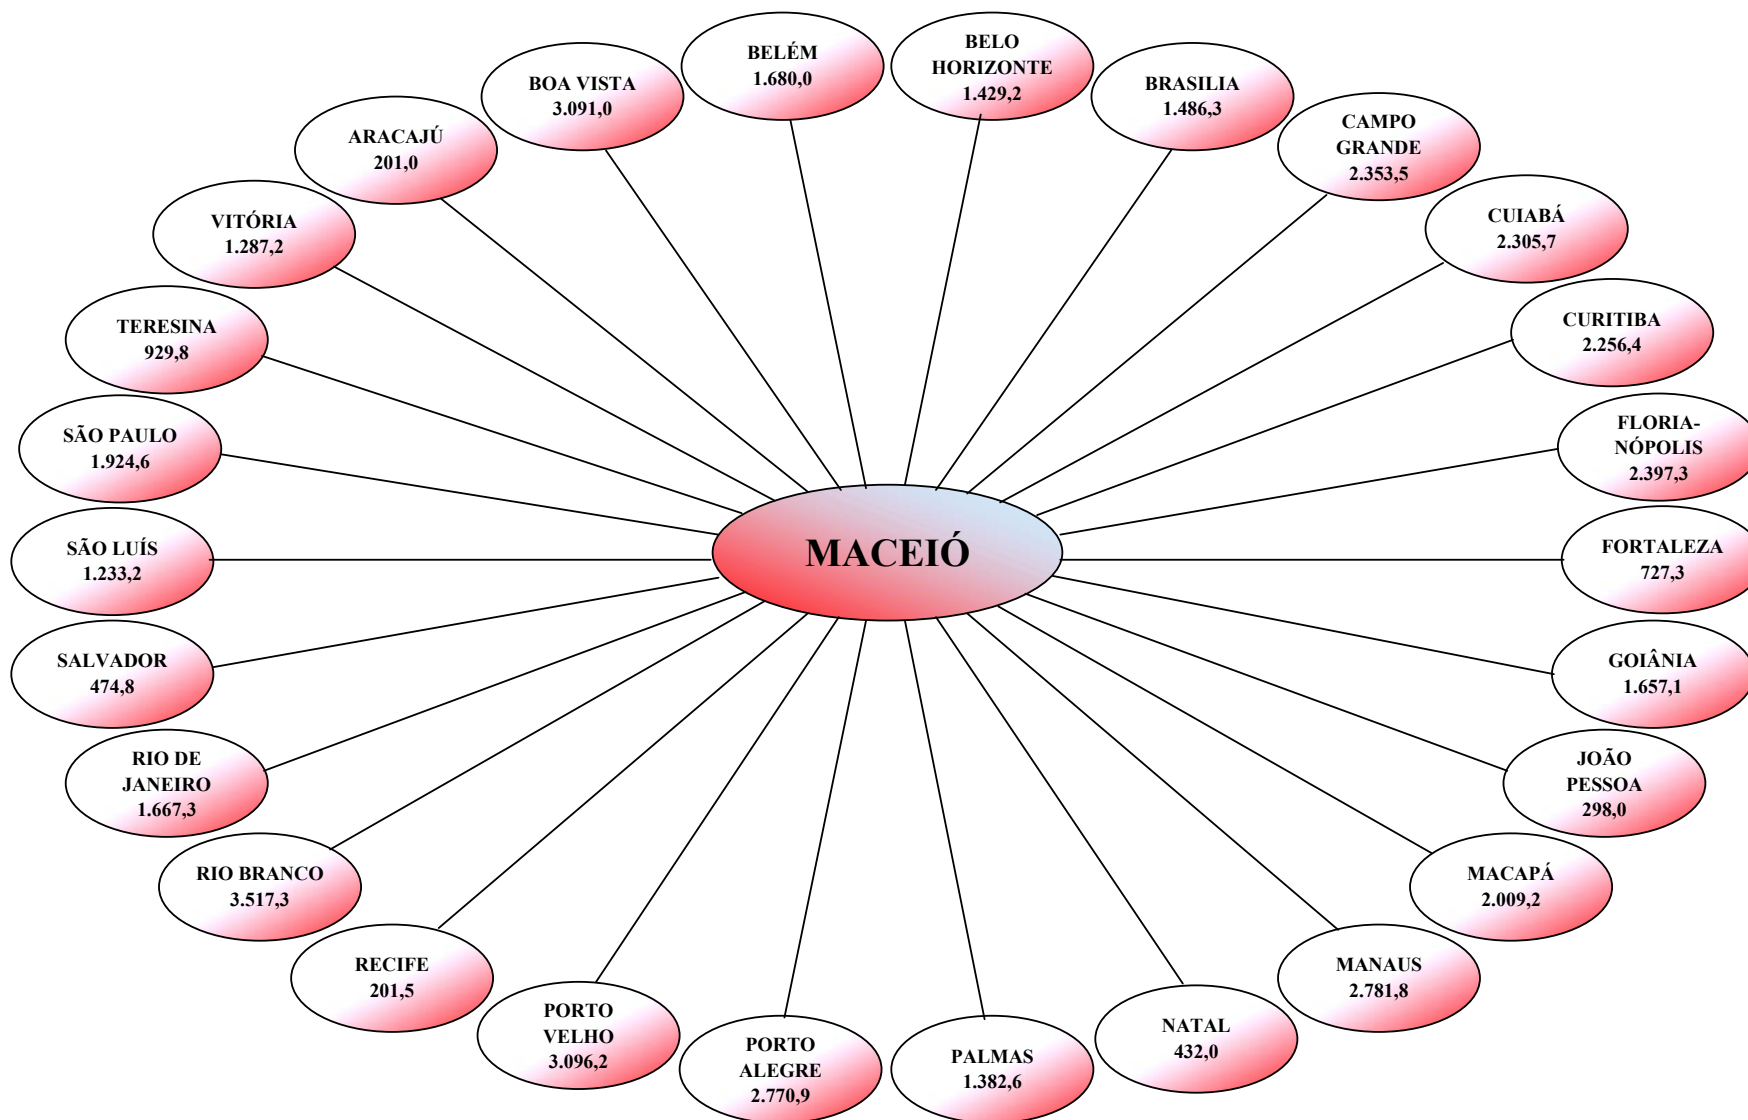 BELÉM
1.680,0
BELO
HORIZONTE
1.429,2
BRASILIA
1.486,3
CAMPO
GRANDE
2.353,5
CUIABÁ
2.305,7
CURITIBA
2.256,4
FLORIA-
NÓPOLIS
2.397,3
FORTALEZA
727,3
GOIÂNIA
1.657,1
JOÃO
PESSOA
298,0
MACAPÁ
2.009,2
MANAUS
2.781,8
NATAL
432,0
PALMAS
1.382,6
PORTO
ALEGRE
2.770,9
PORTO
VELHO
3.096,2
RECIFE
201,5
RIO BRANCO
3.517,3
RIO DE
JANEIRO
1.667,3
SALVADOR
474,8
SÃO LUÍS
1.233,2
SÃO PAULO
1.924,6
TERESINA
929,8
VITÓRIA
1.287,2
ARACAJÚ
201,0
BOA VISTA
3.091,0
MACEIÓ